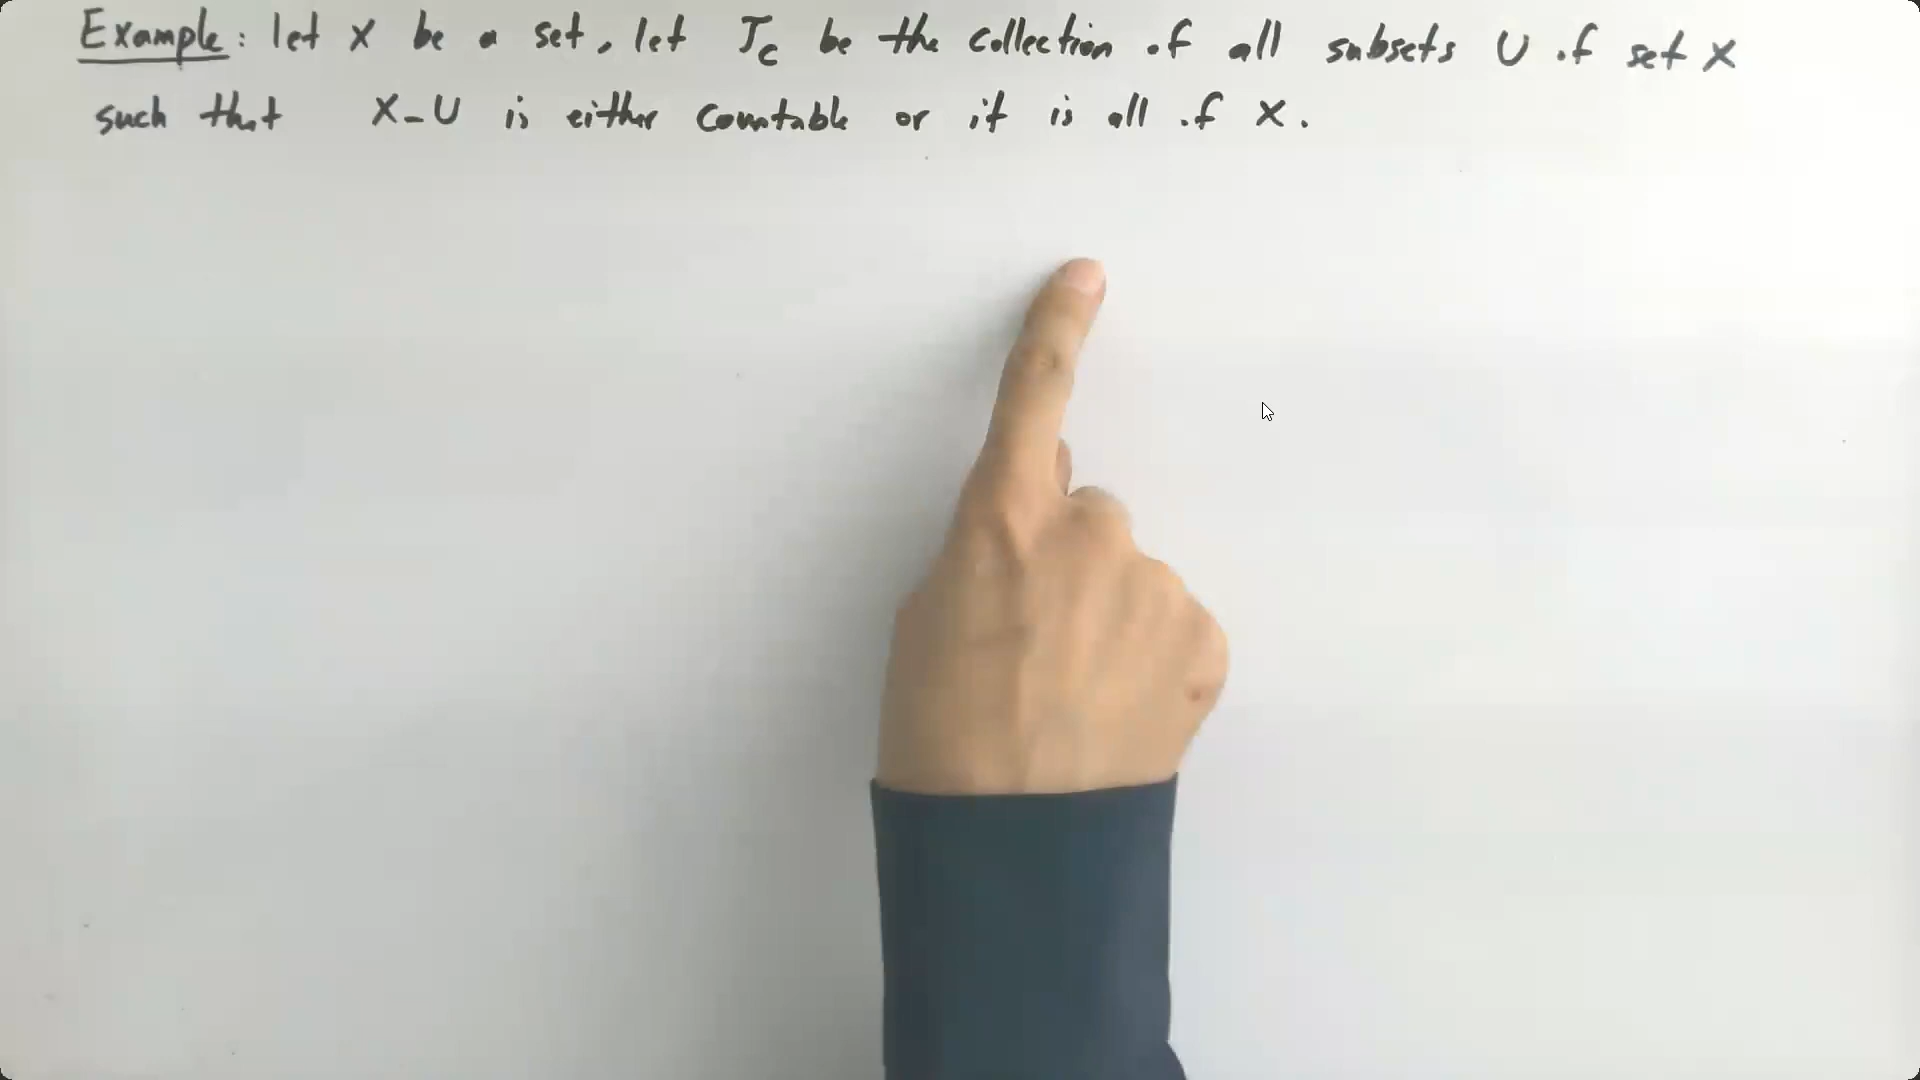 Example: let X be a set, let T_c be the collection of all subsets U of set X
such that X-U is either countable or it is all of X.